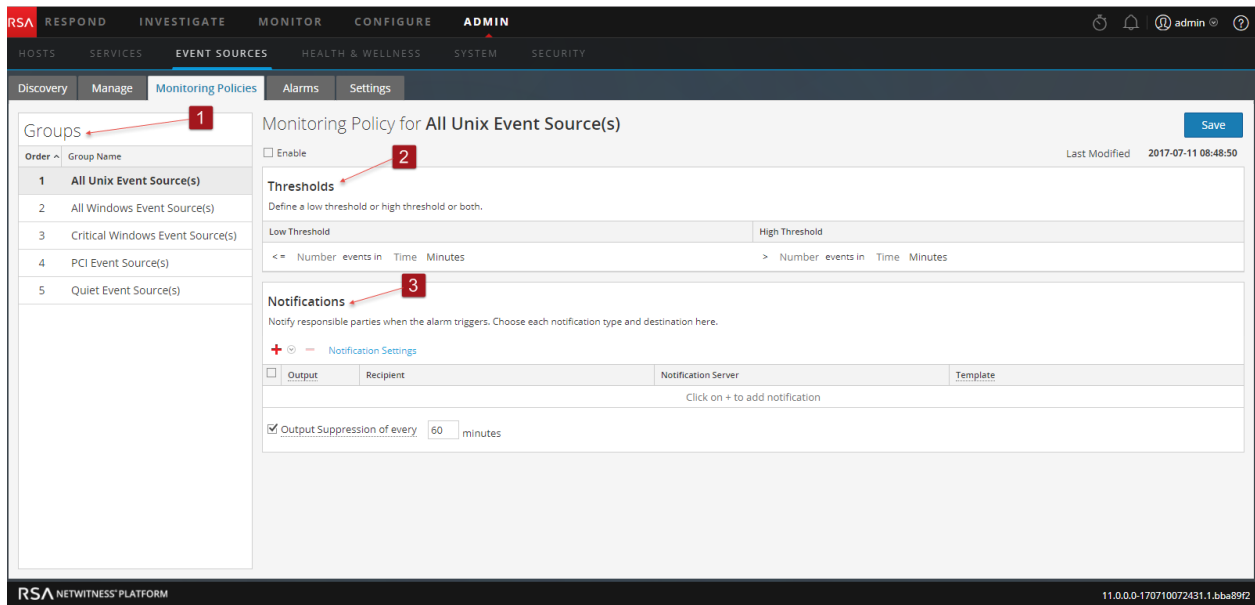 RSA RESPOND INVESTIGATE MONITOR CONFIGURE ADMIN admin ?
HOSTS SERVICES EVENT SOURCES HEALTH & WELLNESS SYSTEM SECURITY
Discovery Manage Monitoring Policies Alarms Settings
Groups 1
Order Group Name
1 All Unix Event Source(s)
2 All Windows Event Source(s)
3 Critical Windows Event Source(s)
4 PCI Event Source(s)
5 Quiet Event Source(s)
Monitoring Policy for All Unix Event Source(s) Save
Enable Last Modified 2017-07-11 08:48:50
2
Thresholds
Define a low threshold or high threshold or both.
Low Threshold High Threshold
<= Number events in Time Minutes > Number events in Time Minutes
3
Notifications
Notify responsible parties when the alarm triggers. Choose each notification type and destination here.
+ − Notification Settings
Output Recipient Notification Server Template
Click on + to add notification
Output Suppression of every 60 minutes
RSA NETWITNESS® PLATFORM 11.0.0.0-170710072431.1.bba89f2